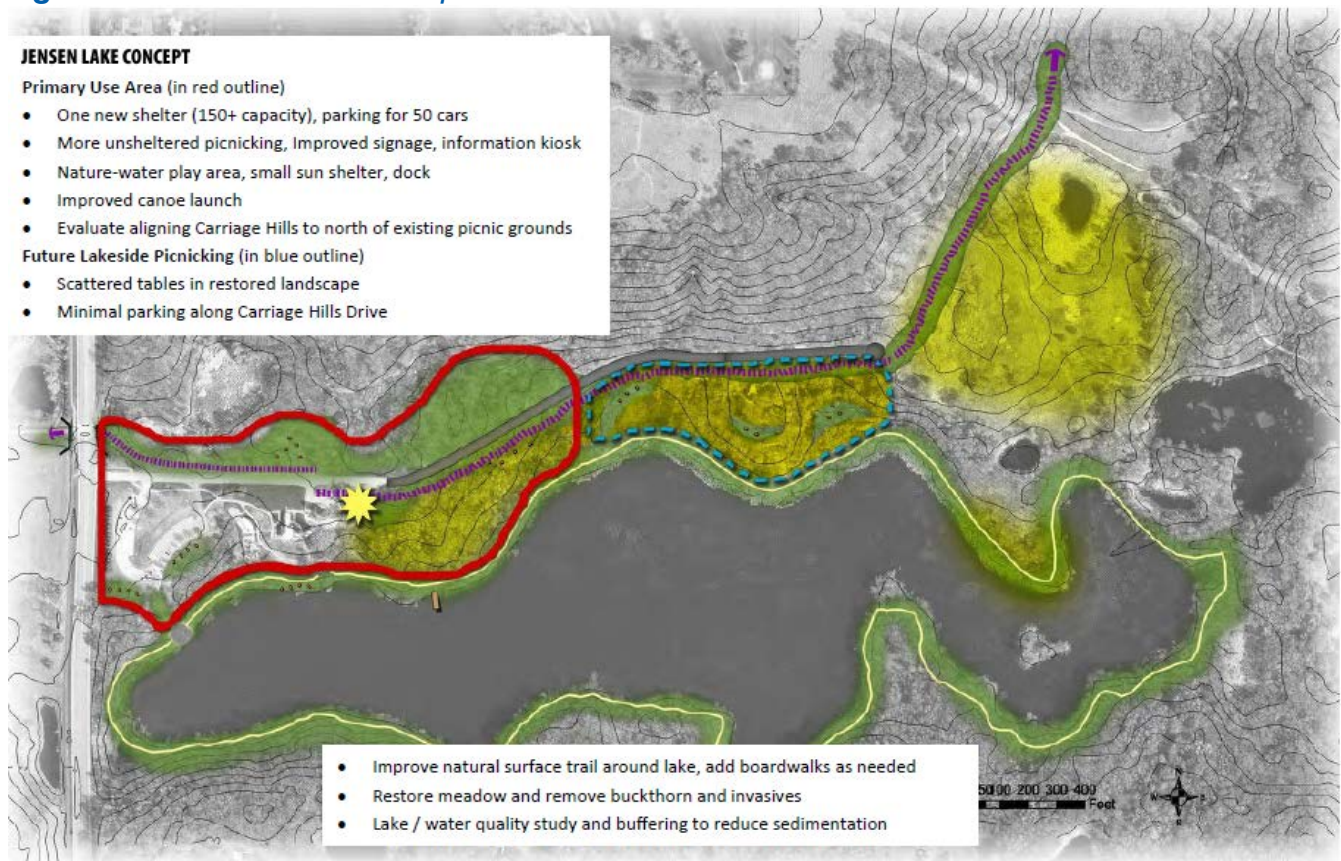 JENSEN LAKE CONCEPT
Primary Use Area (in red outline)
• One new shelter (150+ capacity), parking for 50 cars
• More unsheltered picnicking, Improved signage, information kiosk
• Nature-water play area, small sun shelter, dock
• Improved canoe launch
• Evaluate aligning Carriage Hills to north of existing picnic grounds
Future Lakeside Picnicking (in blue outline)
• Scattered tables in restored landscape
• Minimal parking along Carriage Hills Drive
• Improve natural surface trail around lake, add boardwalks as needed
• Restore meadow and remove buckthorn and invasives
• Lake / water quality study and buffering to reduce sedimentation
200 300 400
Feet
N